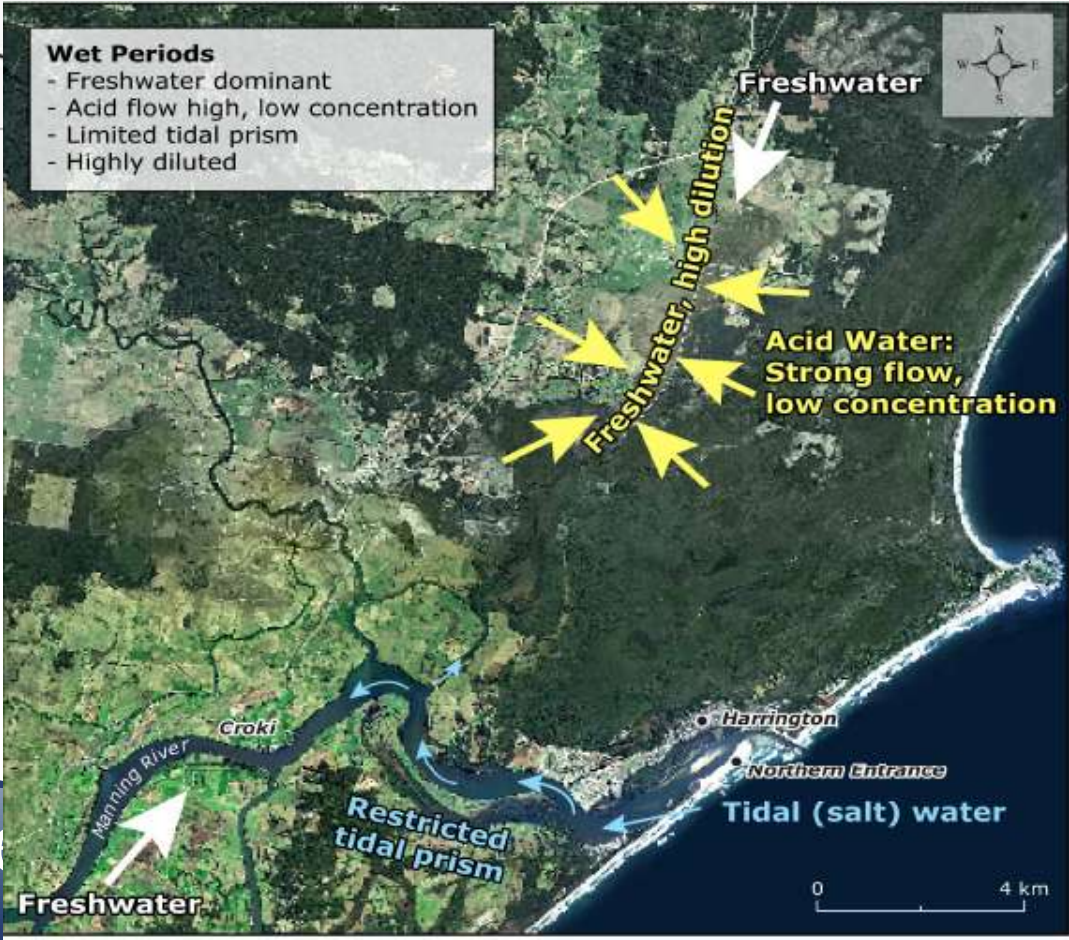 Wet Periods
- Freshwater dominant
- Acid flow high, low concentration
- Limited tidal prism
- Highly diluted
N
W E
S
Freshwater
Freshwater, high dilution
Acid Water:
Strong flow,
low concentration
Harrington
Croki
Northern Entrance
Manning River
Restricted
tidal prism
Tidal (salt) water
Freshwater
0 4 km